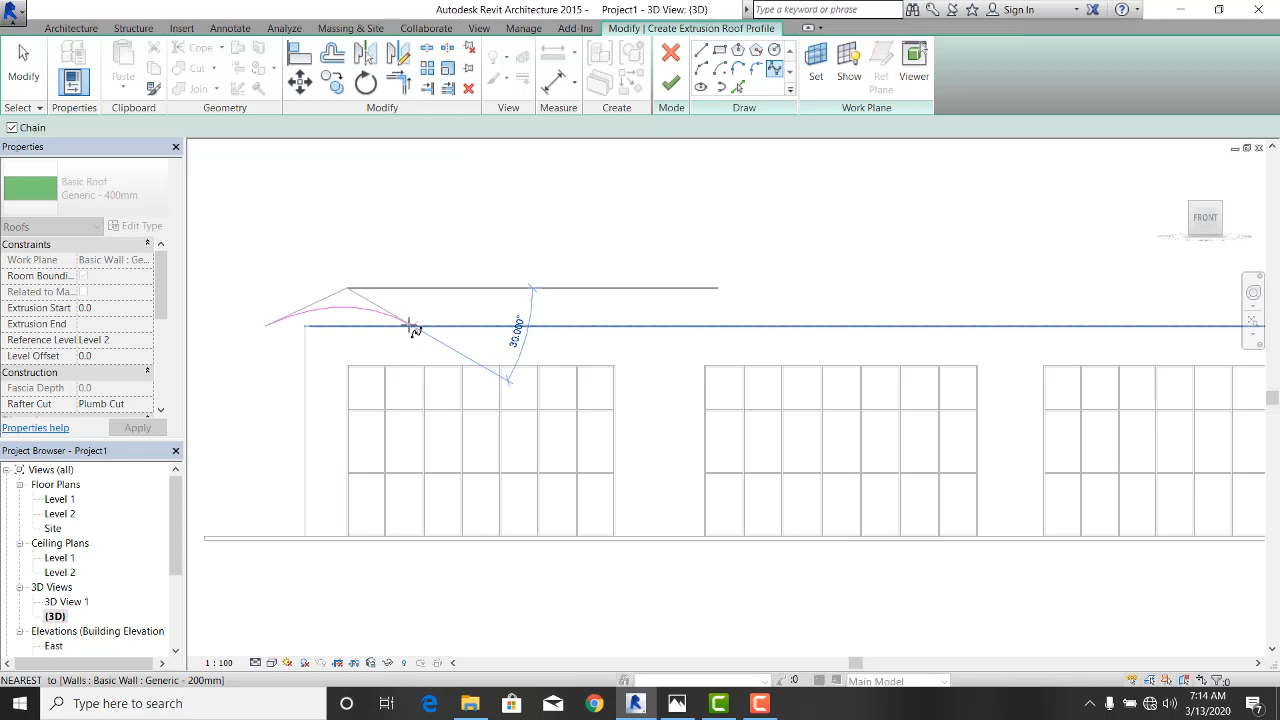 Autodesk Revit Architecture 2015 - Project1 - 3D View: {3D}
Type a keyword or phrase
Sign In
Architecture Structure Insert Annotate Analyze Massing & Site Collaborate View Manage Add-Ins Modify | Create Extrusion Roof Profile
Modify
Paste
Cope
Cut
Join
Set Show Ref Plane Viewer
Select Properties Clipboard Geometry Modify View Measure Create Mode Draw Work Plane
Chain
Properties
Basic Roof
Generic - 400mm
Roofs Edit Type
Constraints
Work Plane Basic Wall : Ge...
Room Boundi...
Related to Ma...
Extrusion Start 0.0
Extrusion End
Reference Level Level 2
Level Offset 0.0
Construction
Fascia Depth 0.0
Rafter Cut Plumb Cut
Properties help Apply
Project Browser - Project1
Views (all)
Floor Plans
Level 1
Level 2
Site
Ceiling Plans
Level 1
Level 2
3D Views
3D View 1
{3D}
Elevations (Building Elevation
East
FRONT
30.000°
1 : 100
NEAREST to [Walls : Basic Wall : Generic - 200mm]
:0
Main Model
:0
Type here to search
7:14 AM
3/13/2020